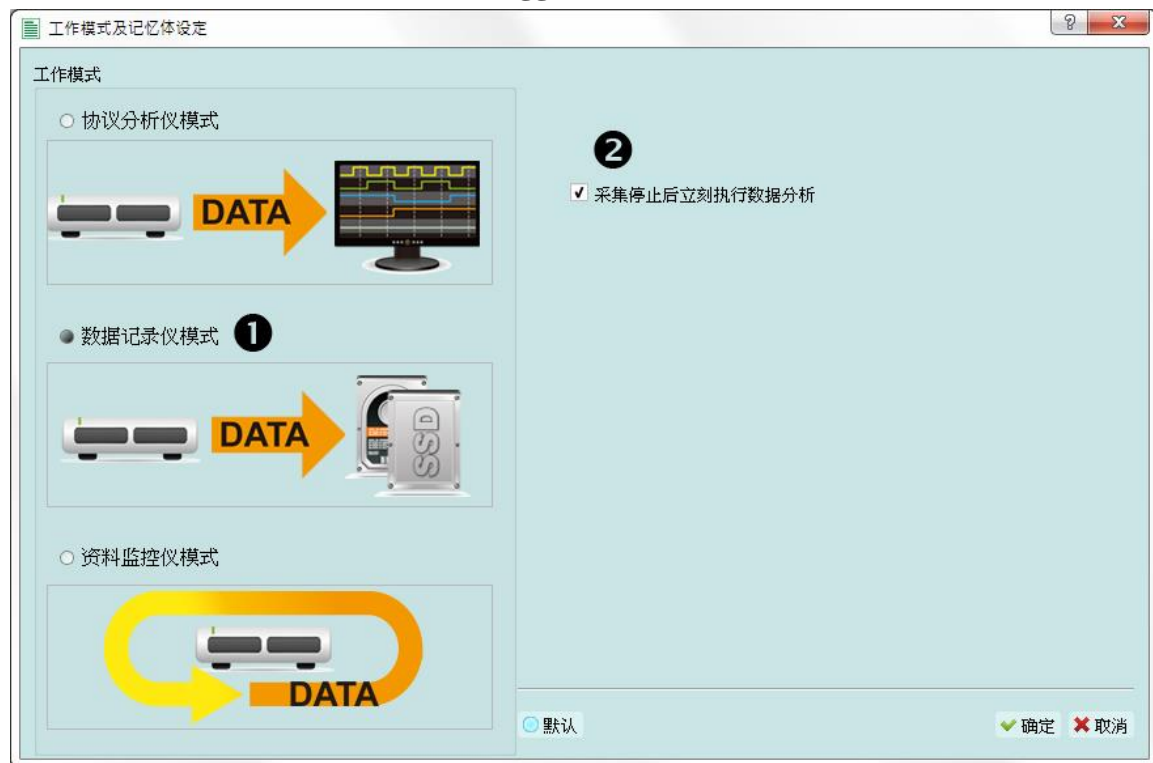 工作模式及记忆体设定
工作模式
协议分析仪模式
DATA
❷
采集停止后立刻执行数据分析
数据记录仪模式 ❶
DATA
SSD
资料监控仪模式
DATA
默认
确定 取消